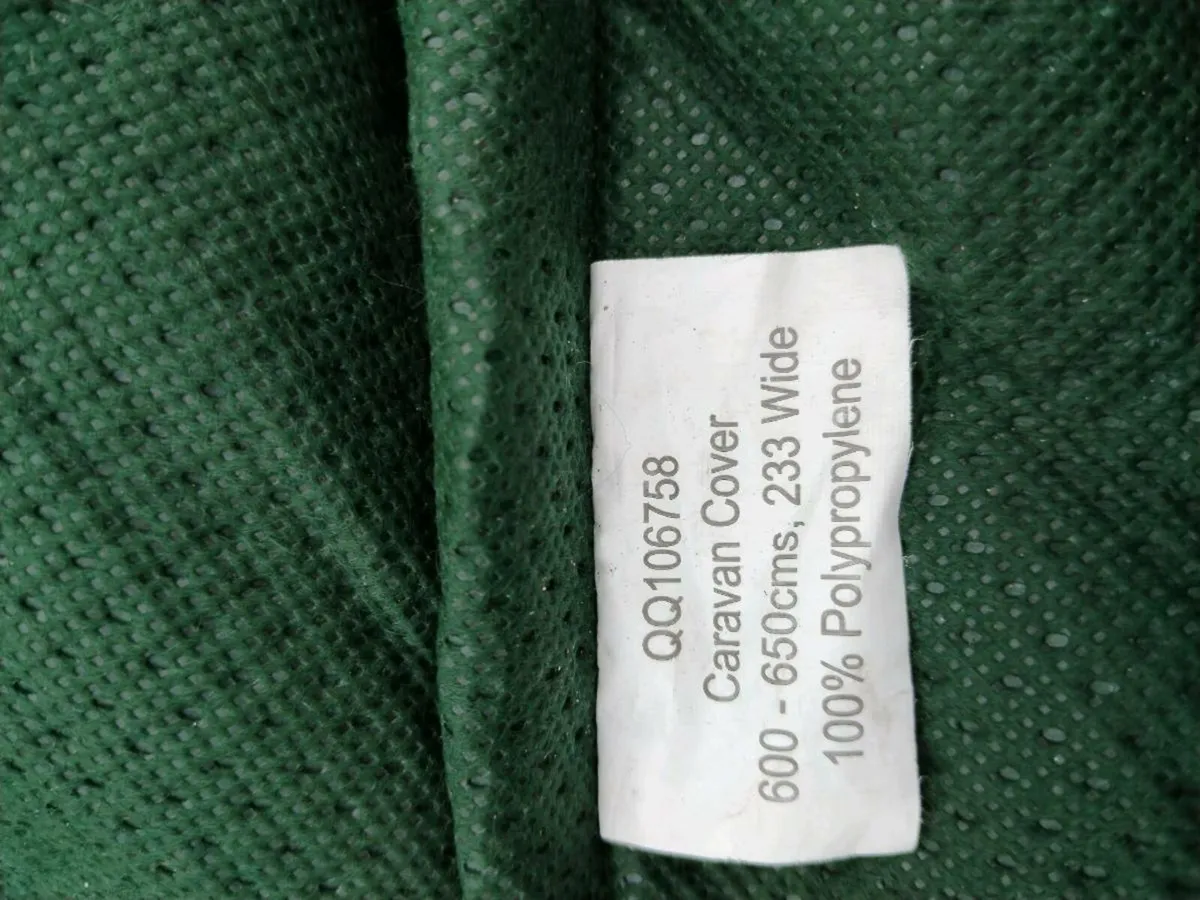 QQ106758
Caravan Cover
600 - 650cms, 233 Wide
100% Polypropylene